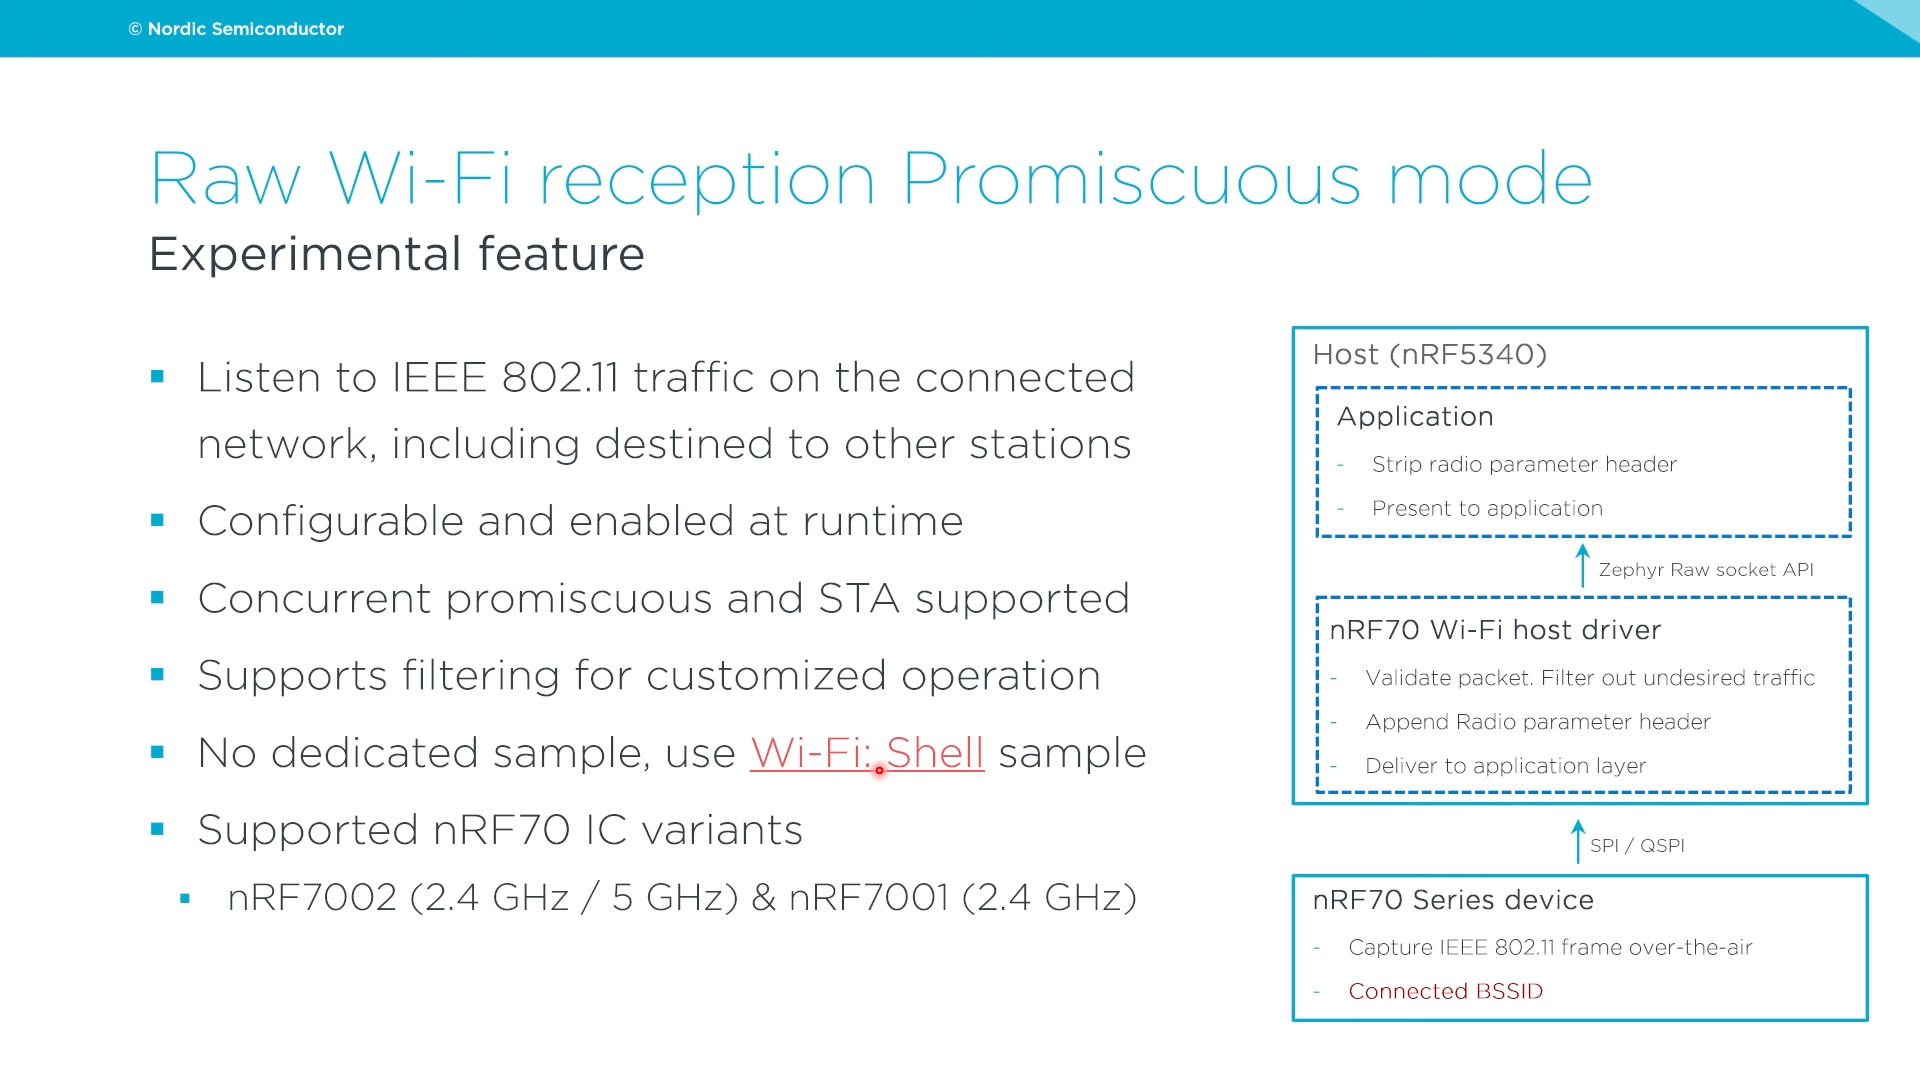 © Nordic Semiconductor
Raw Wi-Fi reception Promiscuous mode
Experimental feature
▪ Listen to IEEE 802.11 traffic on the connected
network, including destined to other stations
▪ Configurable and enabled at runtime
▪ Concurrent promiscuous and STA supported
▪ Supports filtering for customized operation
▪ No dedicated sample, use Wi-Fi: Shell sample
▪ Supported nRF70 IC variants
▪ nRF7002 (2.4 GHz / 5 GHz) & nRF7001 (2.4 GHz)
Host (nRF5340)
Application
- Strip radio parameter header
- Present to application
Zephyr Raw socket API
nRF70 Wi-Fi host driver
- Validate packet. Filter out undesired traffic
- Append Radio parameter header
- Deliver to application layer
SPI / QSPI
nRF70 Series device
- Capture IEEE 802.11 frame over-the-air
- Connected BSSID